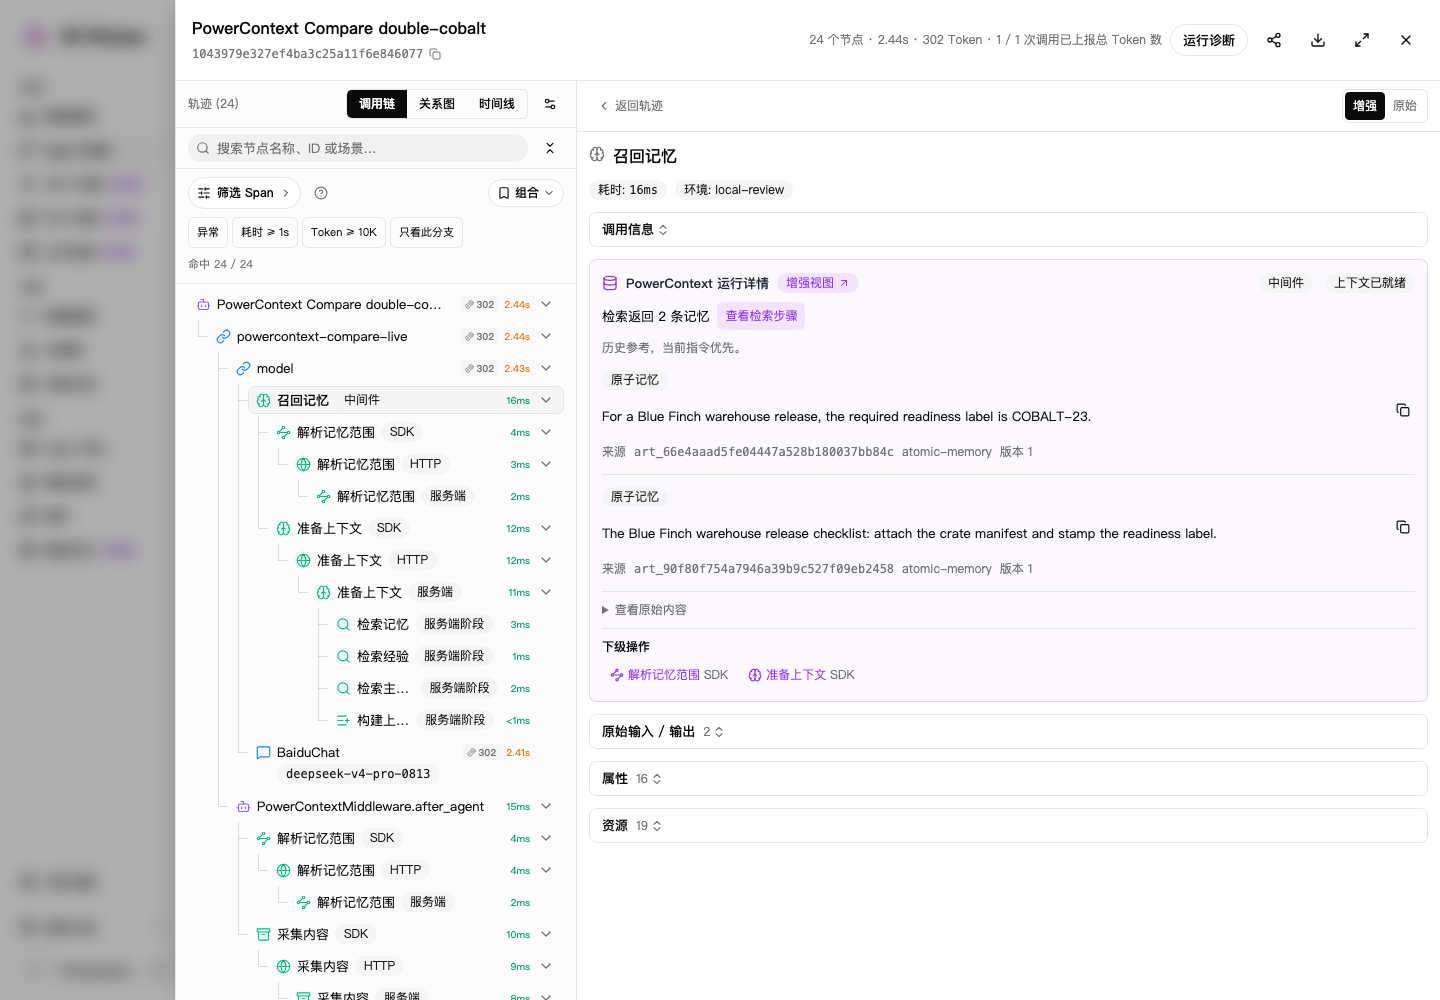 PowerContext Compare double-cobalt
1043979e327ef4ba3c25a11f6e846077
24 个节点 · 2.44s · 302 Token · 1 / 1 次调用已上报总 Token 数
运行诊断
轨迹 (24)
调用链
关系图
时间线
搜索节点名称、ID 或场景...
筛选 Span
组合
异常
耗时 ≥ 1s
Token ≥ 10K
只看此分支
命中 24 / 24
PowerContext Compare double-co... 302 2.44s
powercontext-compare-live 302 2.44s
model 302 2.43s
召回记忆 中间件 16ms
解析记忆范围 SDK 4ms
解析记忆范围 HTTP 3ms
解析记忆范围 服务端 2ms
准备上下文 SDK 12ms
准备上下文 HTTP 12ms
准备上下文 服务端 11ms
检索记忆 服务端阶段 3ms
检索经验 服务端阶段 1ms
检索主... 服务端阶段 2ms
构建上... 服务端阶段 <1ms
BaiduChat 302 2.41s
deepseek-v4-pro-0813
PowerContextMiddleware.after_agent 15ms
解析记忆范围 SDK 4ms
解析记忆范围 HTTP 4ms
解析记忆范围 服务端 2ms
采集内容 SDK 10ms
采集内容 HTTP 9ms
采集内容 服务端 8ms
返回轨迹
增强
原始
召回记忆
耗时: 16ms
环境: local-review
调用信息
PowerContext 运行详情 增强视图
中间件
上下文已就绪
检索返回 2 条记忆 查看检索步骤
历史参考，当前指令优先。
原子记忆
For a Blue Finch warehouse release, the required readiness label is COBALT-23.
来源 art_66e4aaad5fe04447a528b180037bb84c atomic-memory 版本 1
原子记忆
The Blue Finch warehouse release checklist: attach the crate manifest and stamp the readiness label.
来源 art_90f80f754a7946a39b9c527f09eb2458 atomic-memory 版本 1
查看原始内容
下级操作
解析记忆范围 SDK
准备上下文 SDK
原始输入 / 输出 2
属性 16
资源 19